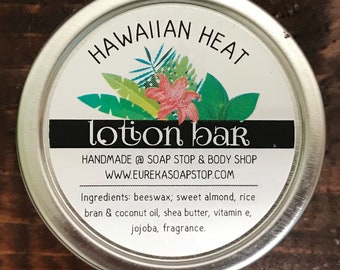 HAWAIIAN HEAT
lotion bar
HANDMADE @ SOAP STOP & BODY SHOP
WWW.EUREKASOAPSTOP.COM
Ingredients: beeswax; sweet almond, rice
bran & coconut oil, shea butter, vitamin e,
jojoba, fragrance.